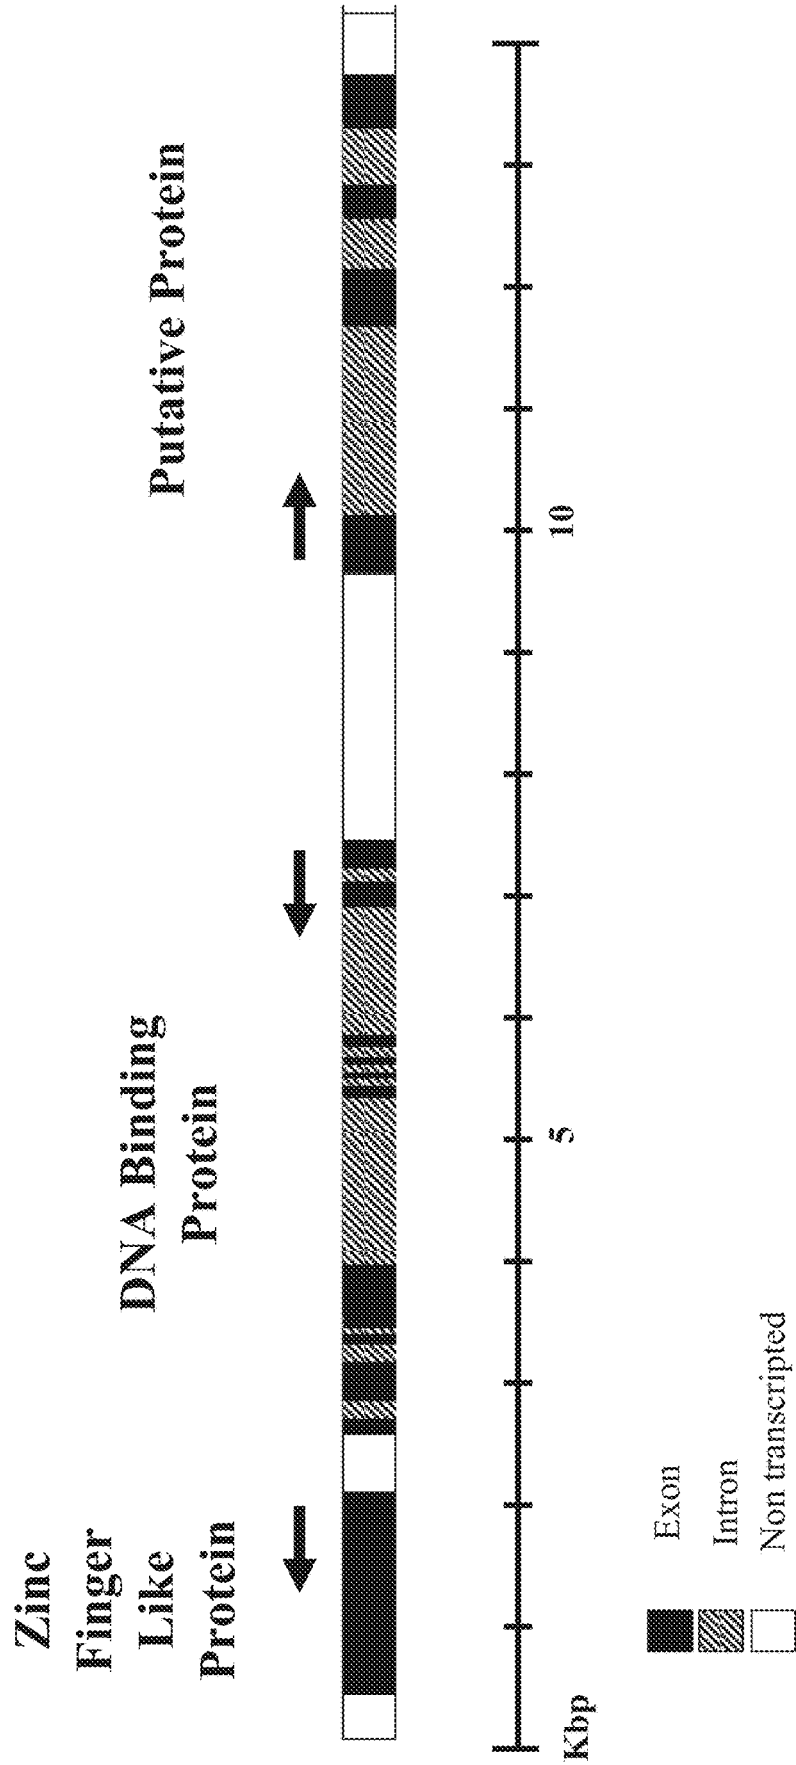 Zinc
Finger
Like
Protein
DNA Binding
Protein
Putative Protein
Kbp
5
10
Exon
Intron
Non transcripted